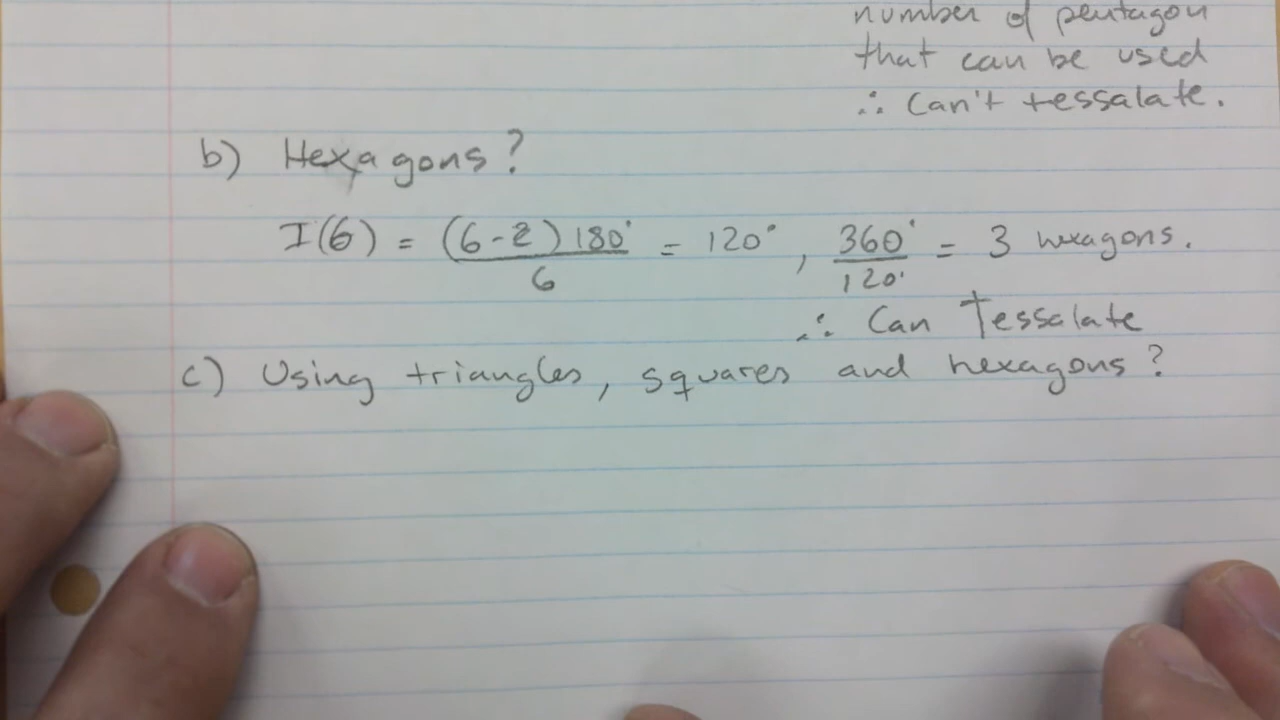 number of pentagon
that can be used
∴ Can't tessalate.
b) Hexagons?
I(6) = (6-2)180° / 6 = 120° , 360° / 120° = 3 hexagons.
∴ Can Tessalate
c) Using triangles, squares and hexagons?